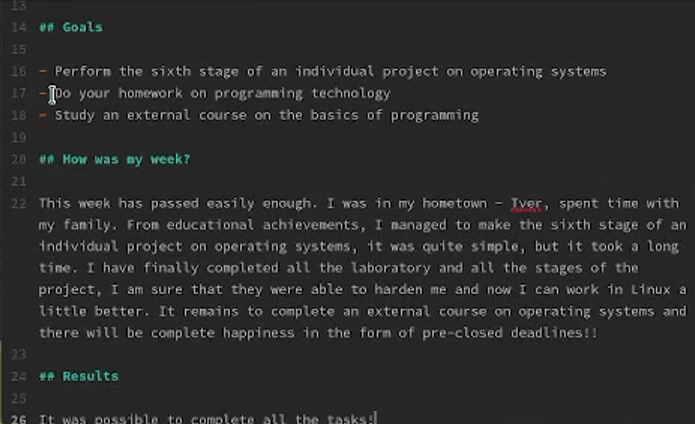 13
14 ## Goals
15
16 - Perform the sixth stage of an individual project on operating systems
17 - Do your homework on programming technology
18 - Study an external course on the basics of programming
19
20 ## How was my week?
21
22 This week has passed easily enough. I was in my hometown - Tver, spent time with
my family. From educational achievements, I managed to make the sixth stage of an
individual project on operating systems, it was quite simple, but it took a long
time. I have finally completed all the laboratory and all the stages of the
project, I am sure that they were able to harden me and now I can work in Linux a
little better. It remains to complete an external course on operating systems and
there will be complete happiness in the form of pre-closed deadlines!!
23
24 ## Results
25
26 It was possible to complete all the tasks!